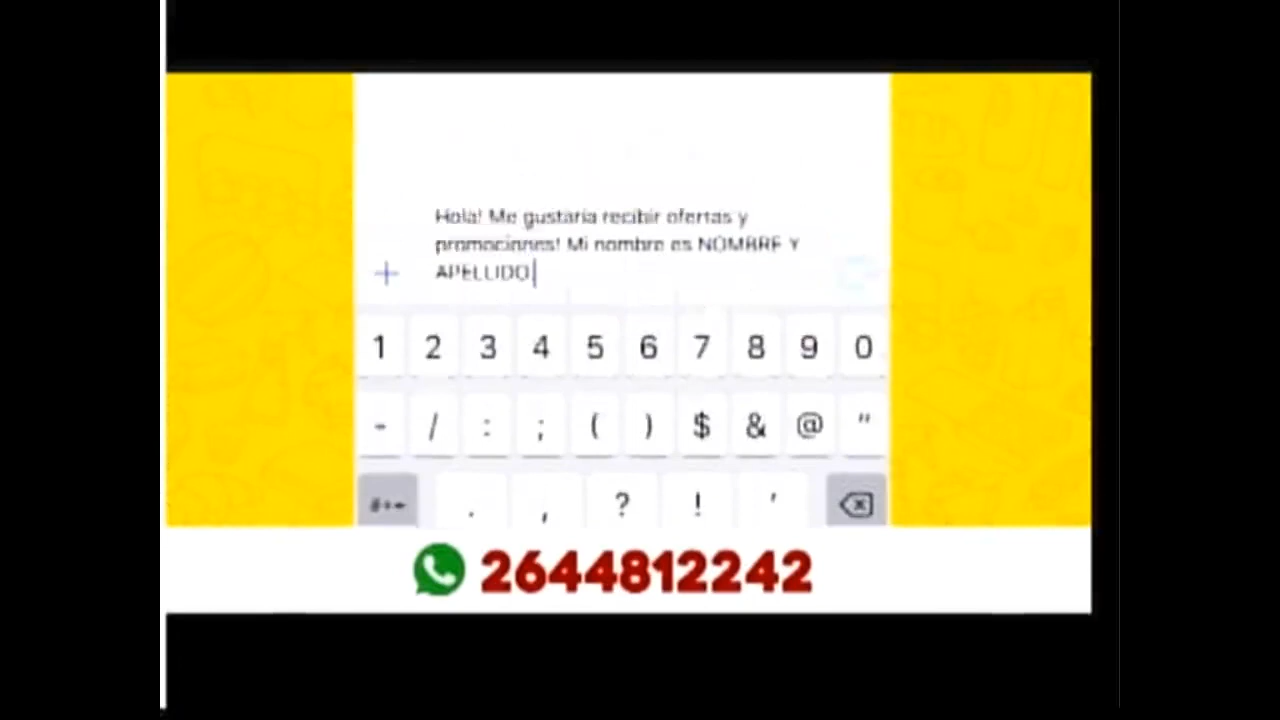 Hola! Me gustaría recibir ofertas y
promociones! Mi nombre es NOMBRE Y
APELLIDO
1 2 3 4 5 6 7 8 9 0
- / : ; ( ) $ & @ "
#+= . , ? ! '
2644812242